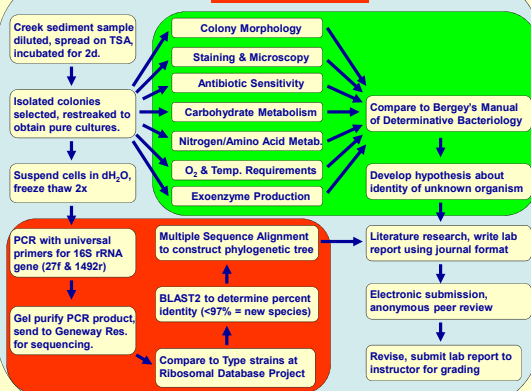 Creek sediment sample
diluted, spread on TSA,
incubated for 2d.
Isolated colonies
selected, restreaked to
obtain pure cultures.
Suspend cells in dH2O,
freeze thaw 2x
Colony Morphology
Staining & Microscopy
Antibiotic Sensitivity
Carbohydrate Metabolism
Nitrogen/Amino Acid Metab.
O2 & Temp. Requirements
Exoenzyme Production
Compare to Bergey's Manual
of Determinative Bacteriology
Develop hypothesis about
identity of unknown organism
PCR with universal
primers for 16S rRNA
gene (27f & 1492r)
Gel purify PCR product,
send to Geneway Res.
for sequencing.
Multiple Sequence Alignment
to construct phylogenetic tree
BLAST2 to determine percent
identity (<97% = new species)
Compare to Type strains at
Ribosomal Database Project
Literature research, write lab
report using journal format
Electronic submission,
anonymous peer review
Revise, submit lab report to
instructor for grading